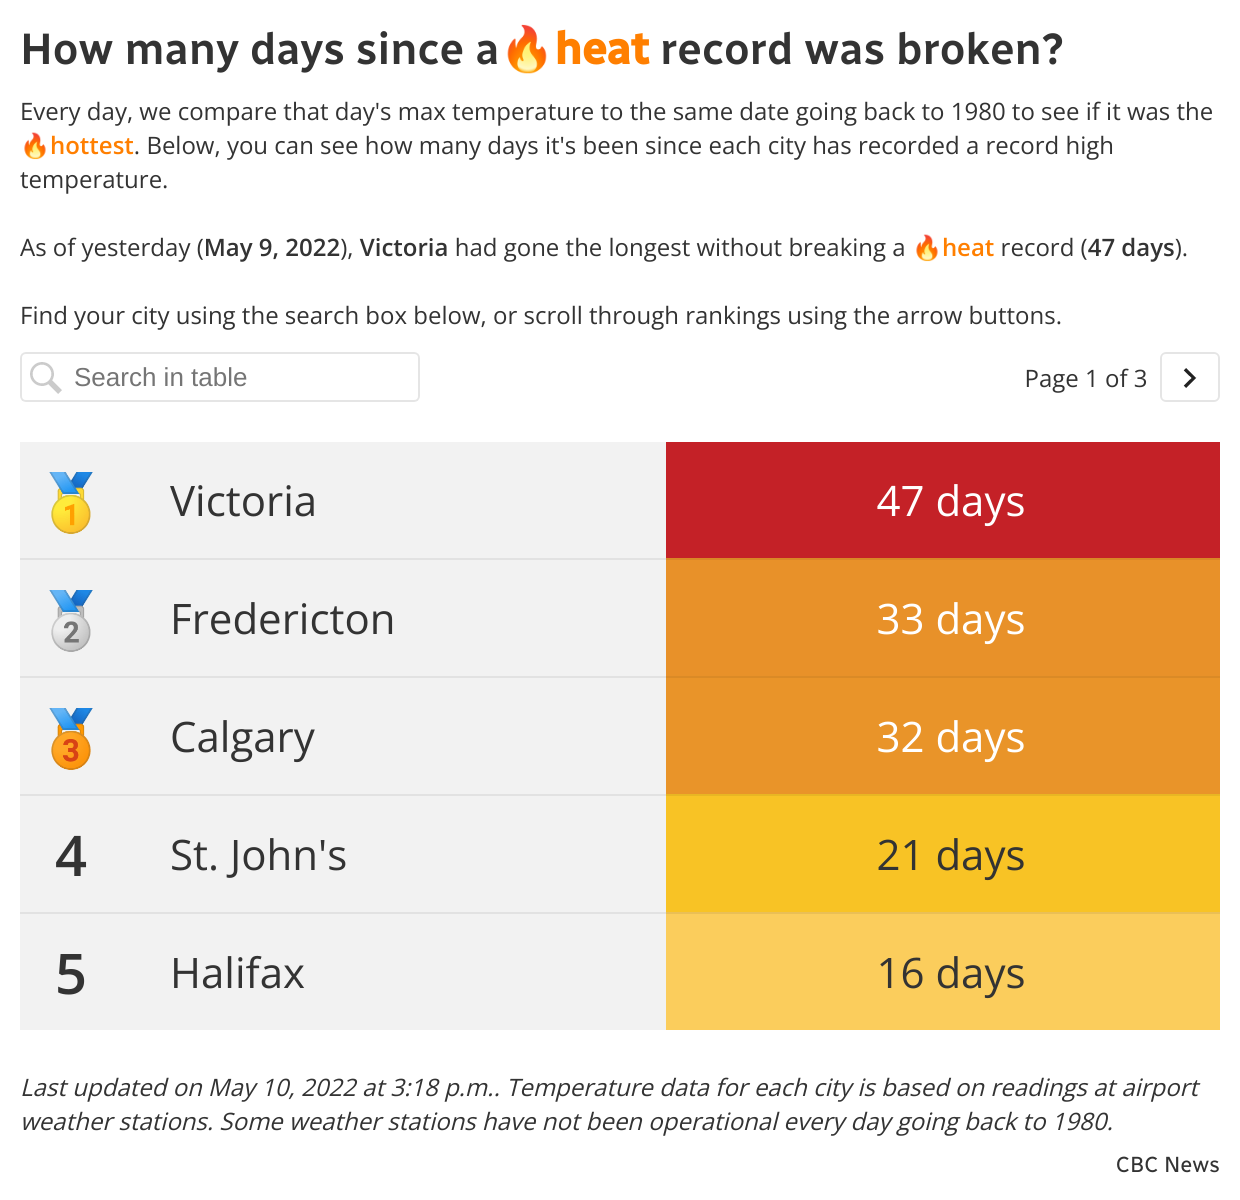 How many days since a🔥heat record was broken?
Every day, we compare that day's max temperature to the same date going back to 1980 to see if it was the
🔥hottest. Below, you can see how many days it's been since each city has recorded a record high
temperature.
As of yesterday (May 9, 2022), Victoria had gone the longest without breaking a 🔥heat record (47 days).
Find your city using the search box below, or scroll through rankings using the arrow buttons.
Search in table
Page 1 of 3
1 Victoria 47 days
2 Fredericton 33 days
3 Calgary 32 days
4 St. John's 21 days
5 Halifax 16 days
Last updated on May 10, 2022 at 3:18 p.m.. Temperature data for each city is based on readings at airport
weather stations. Some weather stations have not been operational every day going back to 1980.
CBC News